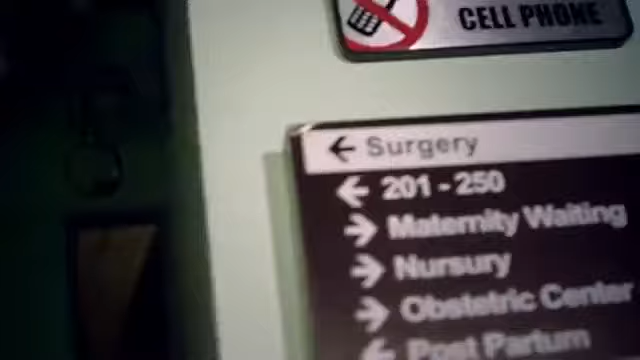 CELL PHONE
Surgery
201 - 250
Maternity Waiting
Nursury
Obstetric Center
Post Partum